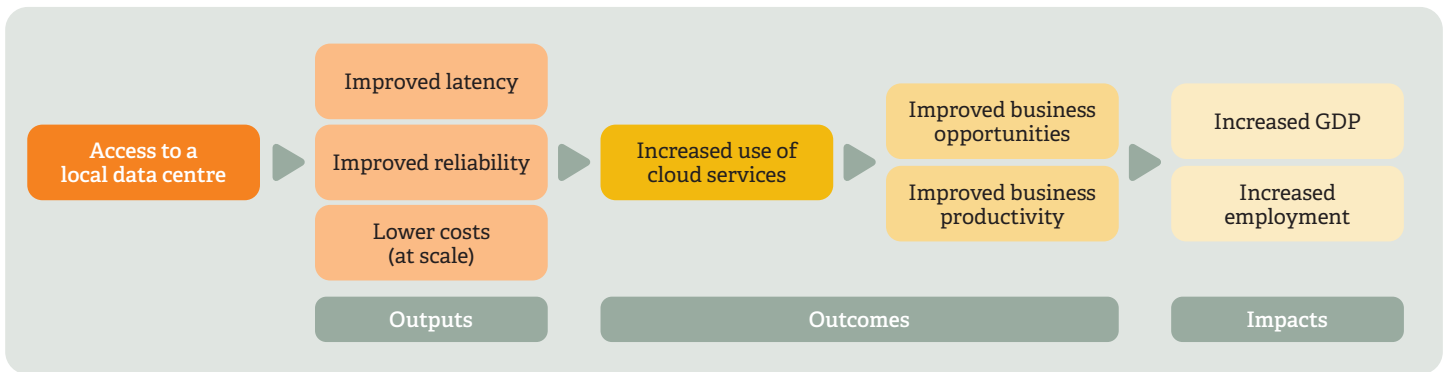 Access to a
local data centre
Improved latency
Improved reliability
Lower costs
(at scale)
Increased use of
cloud services
Improved business
opportunities
Improved business
productivity
Increased GDP
Increased
employment
Outputs
Outcomes
Impacts